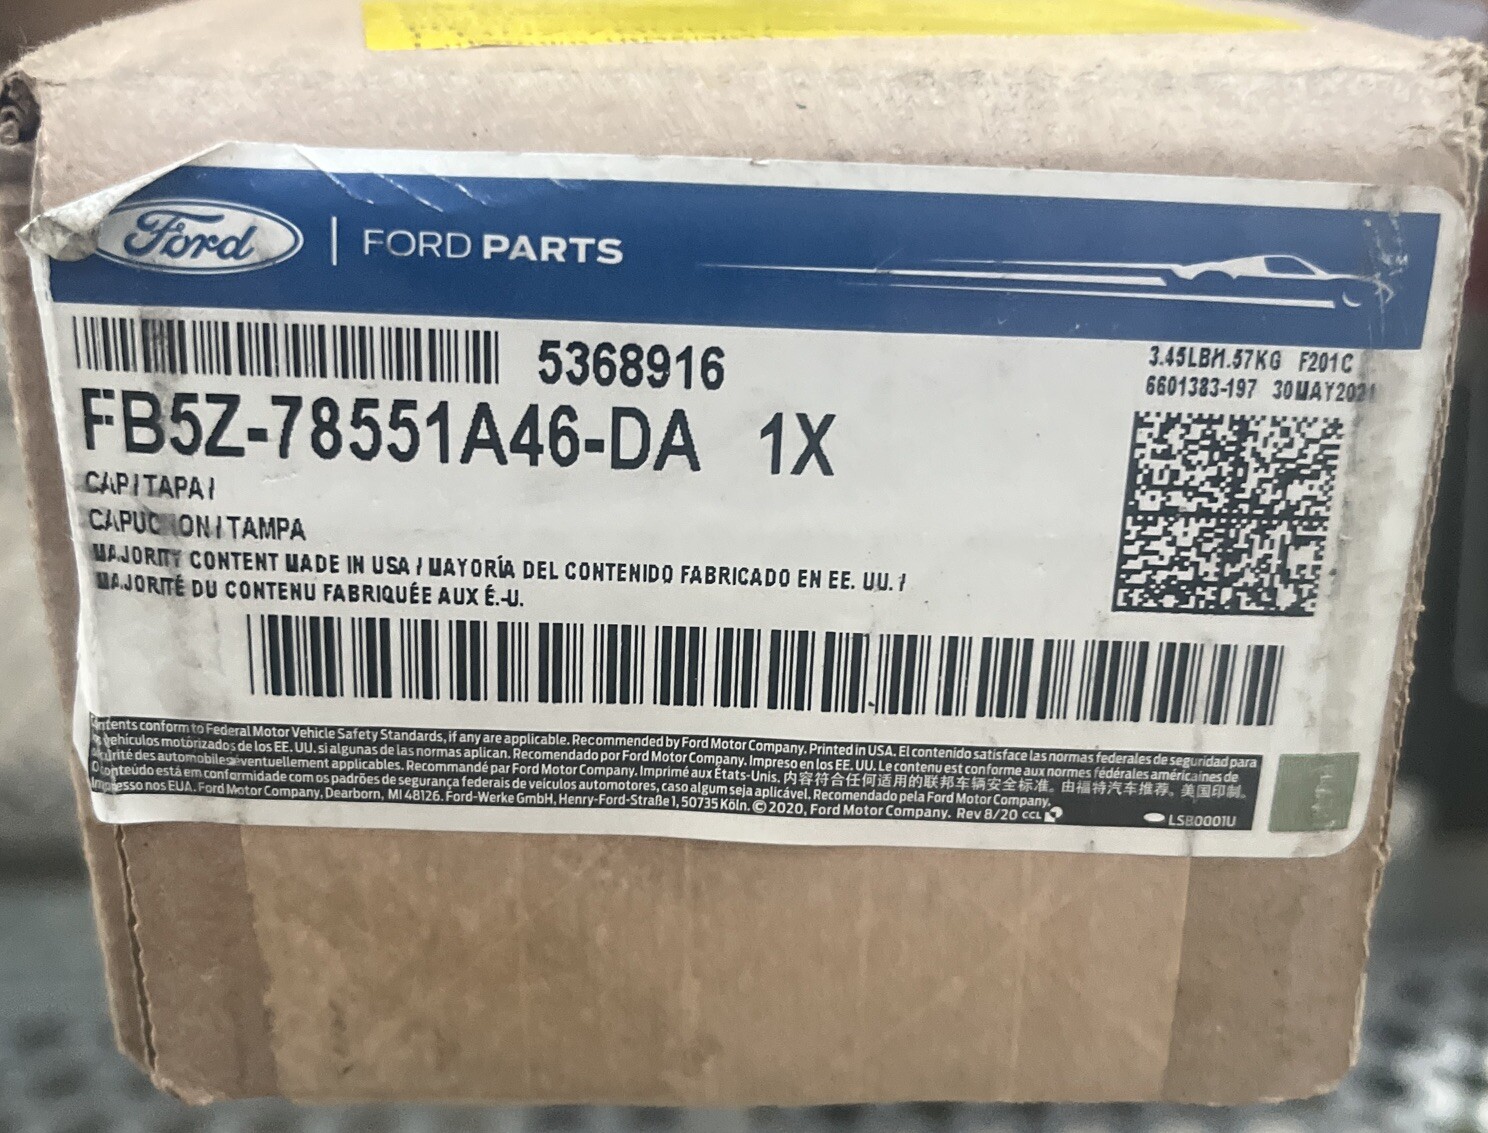 Ford | FORD PARTS
5368916
3.45LB/1.57KG F201C
6601383-197 30MAY2021
FB5Z-78551A46-DA 1X
CAP / TAPA /
CAPUCHON / TAMPA
MAJORITY CONTENT MADE IN USA / MAYORÍA DEL CONTENIDO FABRICADO EN EE. UU. /
MAJORITÉ DU CONTENU FABRIQUÉE AUX É.-U.
Contents conform to Federal Motor Vehicle Safety Standards, if any are applicable. Recommended by Ford Motor Company. Printed in USA. El contenido satisface las normas federales de seguridad para
vehículos motorizados de los EE. UU. si algunas de las normas aplican. Recomendado por Ford Motor Company. Impreso en los EE. UU. Le contenu est conforme aux normes fédérales américaines de
sécurité des automobiles éventuellement applicables. Recommandé par Ford Motor Company. Imprimé aux États-Unis. 内容符合任何适用的联邦车辆安全标准。由福特汽车推荐。美国印制。
O conteúdo está em conformidade com os padrões de segurança federais de veículos automotores, caso algum seja aplicável. Recomendado pela Ford Motor Company.
Impresso nos EUA. Ford Motor Company, Dearborn, MI 48126. Ford-Werke GmbH, Henry-Ford-Straße 1, 50735 Köln. © 2020, Ford Motor Company. Rev 8/20 CCL
LSB0001U